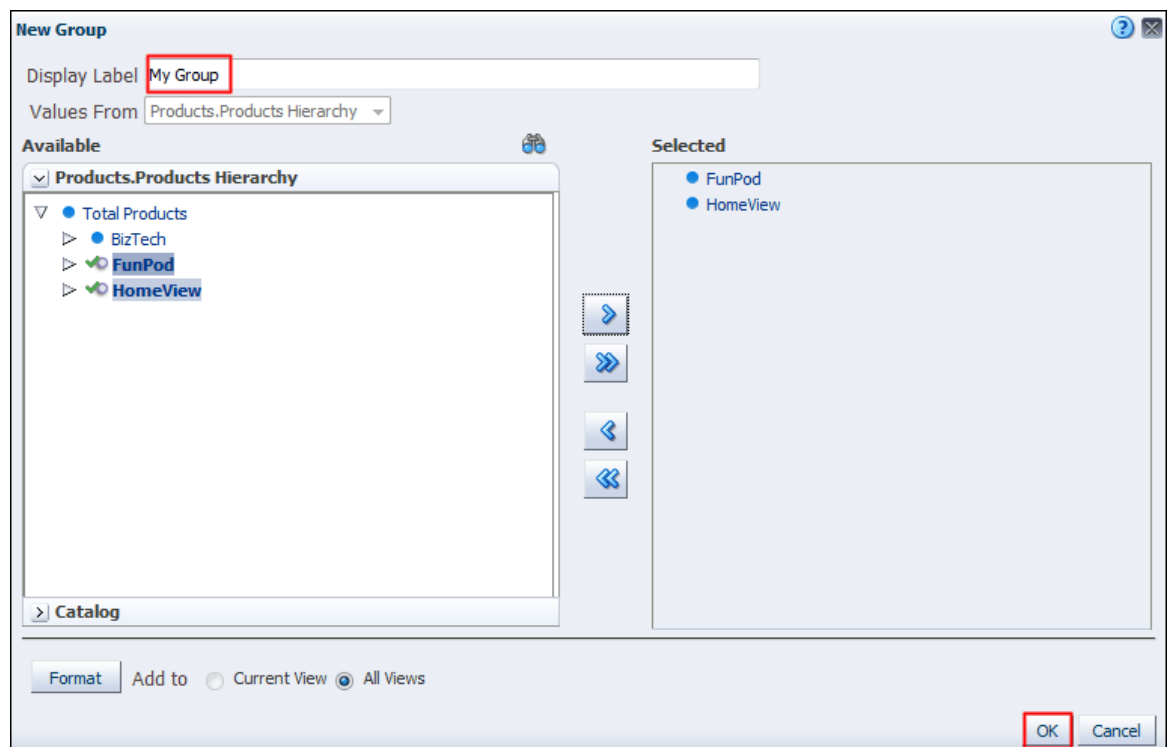 New Group
Display Label My Group
Values From Products.Products Hierarchy
Available
Selected
Products.Products Hierarchy
Total Products
BizTech
FunPod
HomeView
Catalog
FunPod
HomeView
Format Add to Current View All Views
OK Cancel